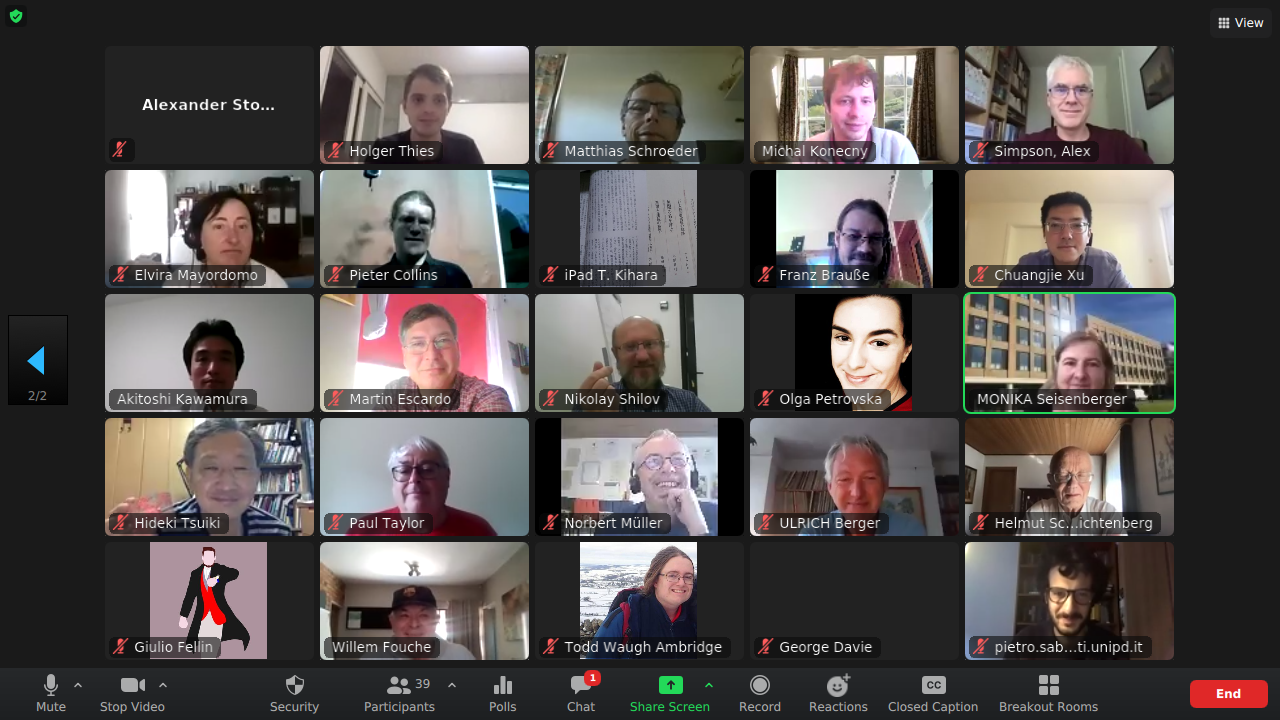 View
Alexander Sto...
Holger Thies
Matthias Schroeder
Michal Konecny
Simpson, Alex
Elvira Mayordomo
Pieter Collins
iPad T. Kihara
Franz Brauße
Chuangjie Xu
Akitoshi Kawamura
Martin Escardo
Nikolay Shilov
Olga Petrovska
MONIKA Seisenberger
2/2
Hideki Tsuiki
Paul Taylor
Norbert Müller
ULRICH Berger
Helmut Sc...ichtenberg
Giulio Fellin
Willem Fouche
Todd Waugh Ambridge
George Davie
pietro.sab...ti.unipd.it
Mute
Stop Video
Security
Participants 39
Polls
Chat 1
Share Screen
Record
Reactions
CC
Closed Caption
Breakout Rooms
End